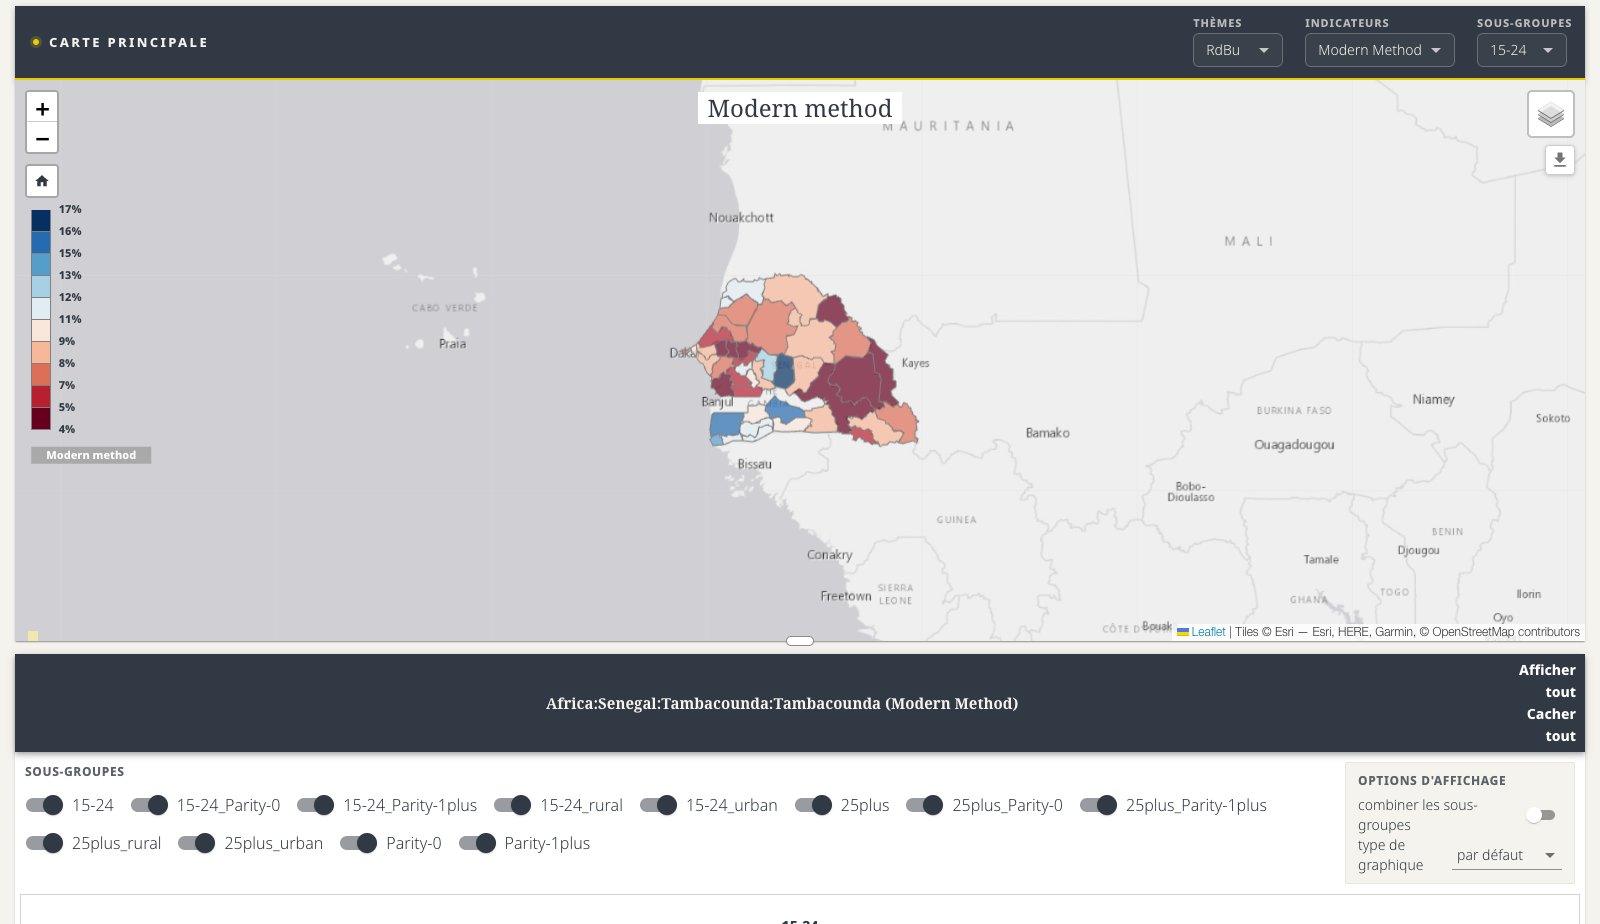 CARTE PRINCIPALE
THÈMES
RdBu
INDICATEURS
Modern Method
SOUS-GROUPES
15-24
+
−
Modern method
MAURITANIA
Nouakchott
MALI
17%
16%
15%
13%
12%
11%
9%
8%
7%
5%
4%
Modern method
CABO VERDE
Praia
Kayes
Banjul
Bissau
Bamako
Niamey
Sokoto
BURKINA FASO
Ouagadougou
Bobo-
Dioulasso
GUINEA
BENIN
Conakry
Tamale
Djougou
Freetown
SIERRA
LEONE
GHANA
TOGO
Ilorin
Oyo
Leaflet | Tiles © Esri — Esri, HERE, Garmin, © OpenStreetMap contributors
Africa:Senegal:Tambacounda:Tambacounda (Modern Method)
Afficher
tout
Cacher
tout
SOUS-GROUPES
15-24
15-24_Parity-0
15-24_Parity-1plus
15-24_rural
15-24_urban
25plus
25plus_Parity-0
25plus_Parity-1plus
25plus_rural
25plus_urban
Parity-0
Parity-1plus
OPTIONS D'AFFICHAGE
combiner les sous-
groupes
type de
graphique
par défaut